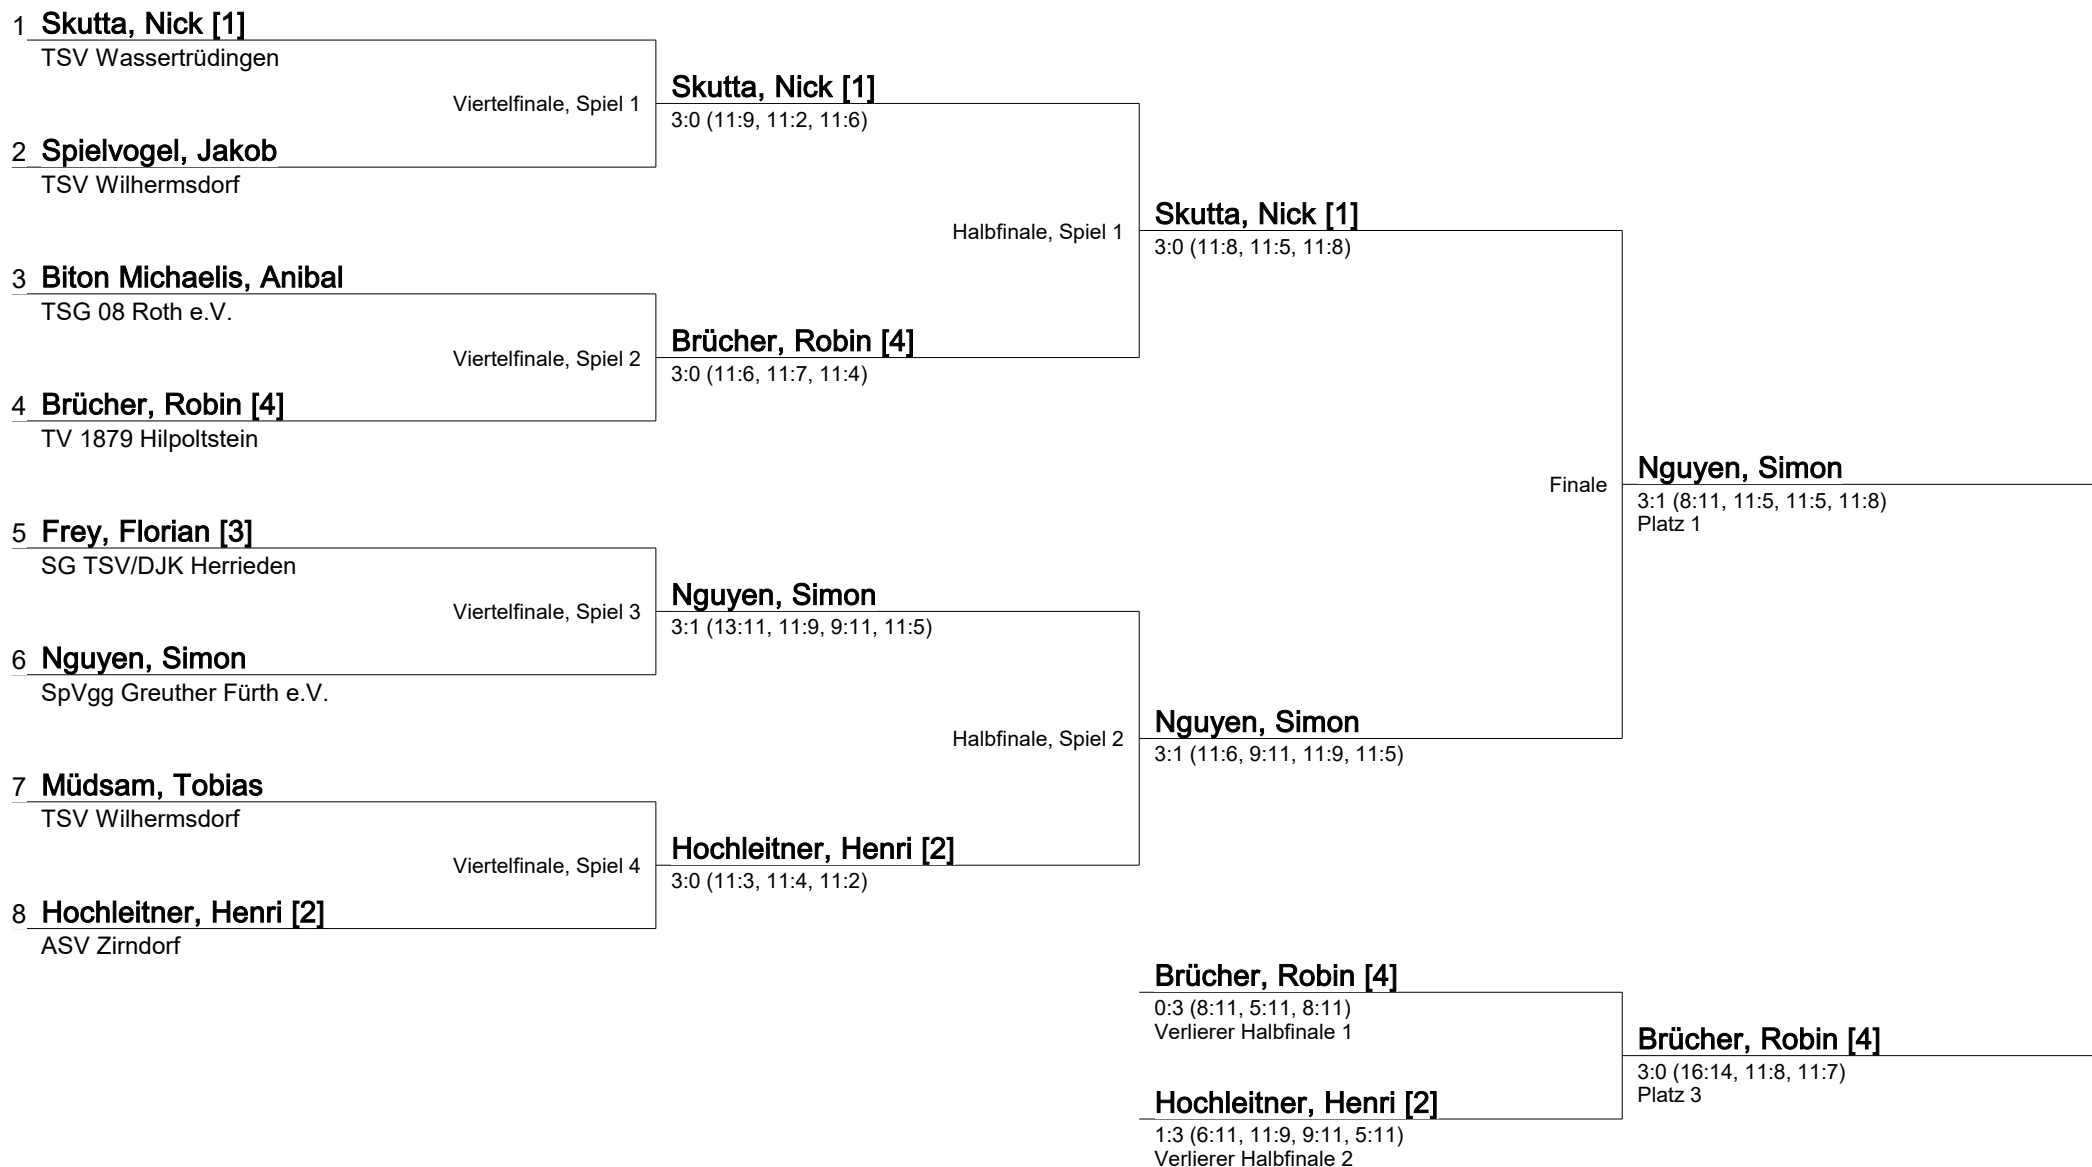 1 Skutta, Nick [1]
TSV Wassertrüdingen
Viertelfinale, Spiel 1
Skutta, Nick [1]
3:0 (11:9, 11:2, 11:6)
2 Spielvogel, Jakob
TSV Wilhermsdorf
Halbfinale, Spiel 1
Skutta, Nick [1]
3:0 (11:8, 11:5, 11:8)
3 Biton Michaelis, Anibal
TSG 08 Roth e.V.
Viertelfinale, Spiel 2
Brücher, Robin [4]
3:0 (11:6, 11:7, 11:4)
4 Brücher, Robin [4]
TV 1879 Hilpoltstein
Finale
Nguyen, Simon
3:1 (8:11, 11:5, 11:5, 11:8)
Platz 1
5 Frey, Florian [3]
SG TSV/DJK Herrieden
Viertelfinale, Spiel 3
Nguyen, Simon
3:1 (13:11, 11:9, 9:11, 11:5)
6 Nguyen, Simon
SpVgg Greuther Fürth e.V.
Halbfinale, Spiel 2
Nguyen, Simon
3:1 (11:6, 9:11, 11:9, 11:5)
7 Müdsam, Tobias
TSV Wilhermsdorf
Viertelfinale, Spiel 4
Hochleitner, Henri [2]
3:0 (11:3, 11:4, 11:2)
8 Hochleitner, Henri [2]
ASV Zirndorf
Brücher, Robin [4]
0:3 (8:11, 5:11, 8:11)
Verlierer Halbfinale 1
Brücher, Robin [4]
3:0 (16:14, 11:8, 11:7)
Platz 3
Hochleitner, Henri [2]
1:3 (6:11, 11:9, 9:11, 5:11)
Verlierer Halbfinale 2